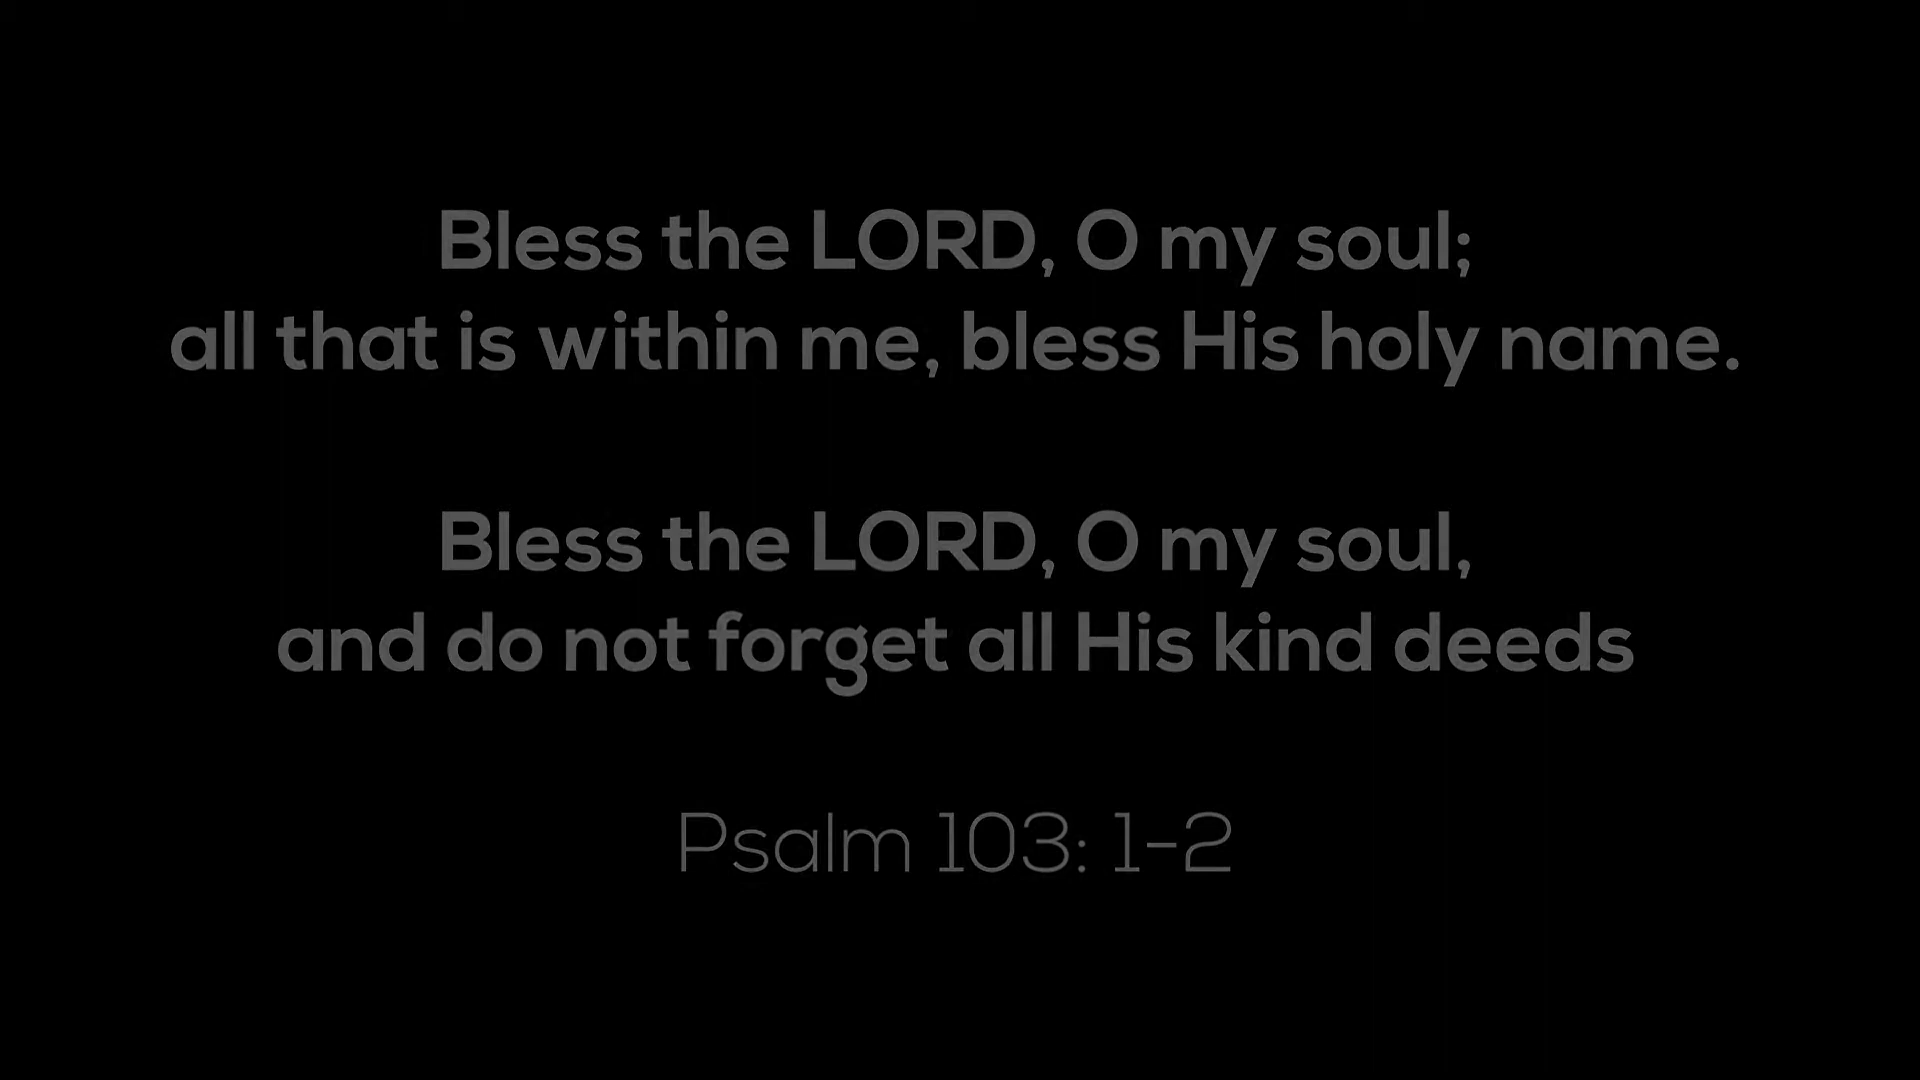 Bless the LORD, O my soul;
all that is within me, bless His holy name.
Bless the LORD, O my soul,
and do not forget all His kind deeds
Psalm 103: 1-2